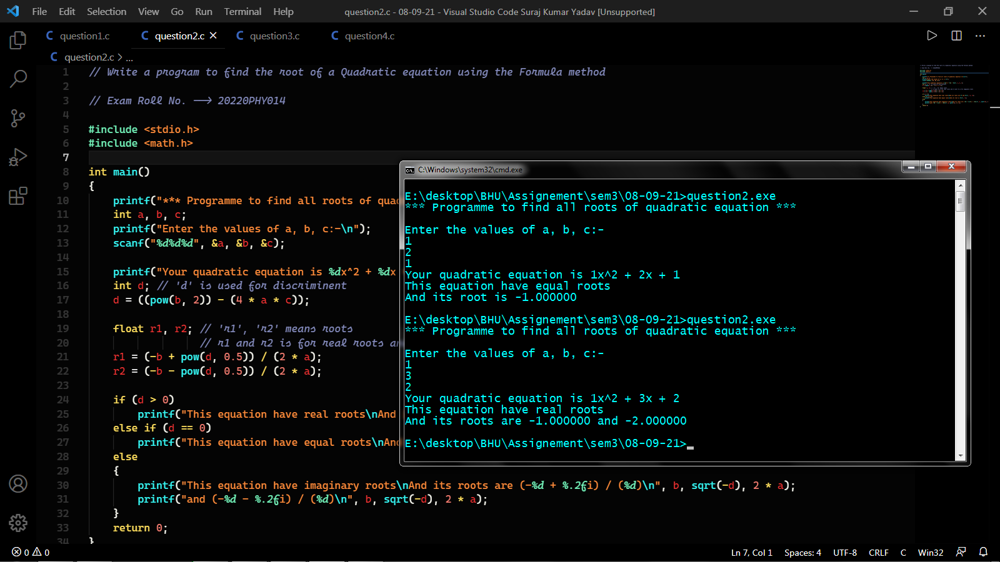 File Edit Selection View Go Run Terminal Help question2.c - 08-09-21 - Visual Studio Code Suraj Kumar Yadav [Unsupported]
C question1.c C question2.c C question3.c C question4.c
C question2.c > ...
1 // Write a program to find the root of a Quadratic equation using the Formula method
2
3 // Exam Roll No. --> 20220PHY014
4
5 #include <stdio.h>
6 #include <math.h>
7
8 int main()
9 {
10 printf("*** Programme to find all roots of quad
11 int a, b, c;
12 printf("Enter the values of a, b, c:-\n");
13 scanf("%d%d%d", &a, &b, &c);
14
15 printf("Your quadratic equation is %dx^2 + %dx
16 int d; // 'd' is used for discriminent
17 d = ((pow(b, 2)) - (4 * a * c));
18
19 float r1, r2; // 'r1', 'r2' means roots
20 // r1 and r2 is for real roots an
21 r1 = (-b + pow(d, 0.5)) / (2 * a);
22 r2 = (-b - pow(d, 0.5)) / (2 * a);
23
24 if (d > 0)
25 printf("This equation have real roots\nAnd
26 else if (d == 0)
27 printf("This equation have equal roots\nAnd
28 else
29 {
30 printf("This equation have imaginary roots\nAnd its roots are (-%d + %.2fi) / (%d)\n", b, sqrt(-d), 2 * a);
31 printf("and (-%d - %.2fi) / (%d)\n", b, sqrt(-d), 2 * a);
32 }
33 return 0;
34 }
C:\Windows\system32\cmd.exe
E:\desktop\BHU\Assignement\sem3\08-09-21>question2.exe
*** Programme to find all roots of quadratic equation ***
Enter the values of a, b, c:-
1
2
1
Your quadratic equation is 1x^2 + 2x + 1
This equation have equal roots
And its root is -1.000000
E:\desktop\BHU\Assignement\sem3\08-09-21>question2.exe
*** Programme to find all roots of quadratic equation ***
Enter the values of a, b, c:-
1
3
2
Your quadratic equation is 1x^2 + 3x + 2
This equation have real roots
And its roots are -1.000000 and -2.000000
E:\desktop\BHU\Assignement\sem3\08-09-21>
0 0 Ln 7, Col 1 Spaces: 4 UTF-8 CRLF C Win32